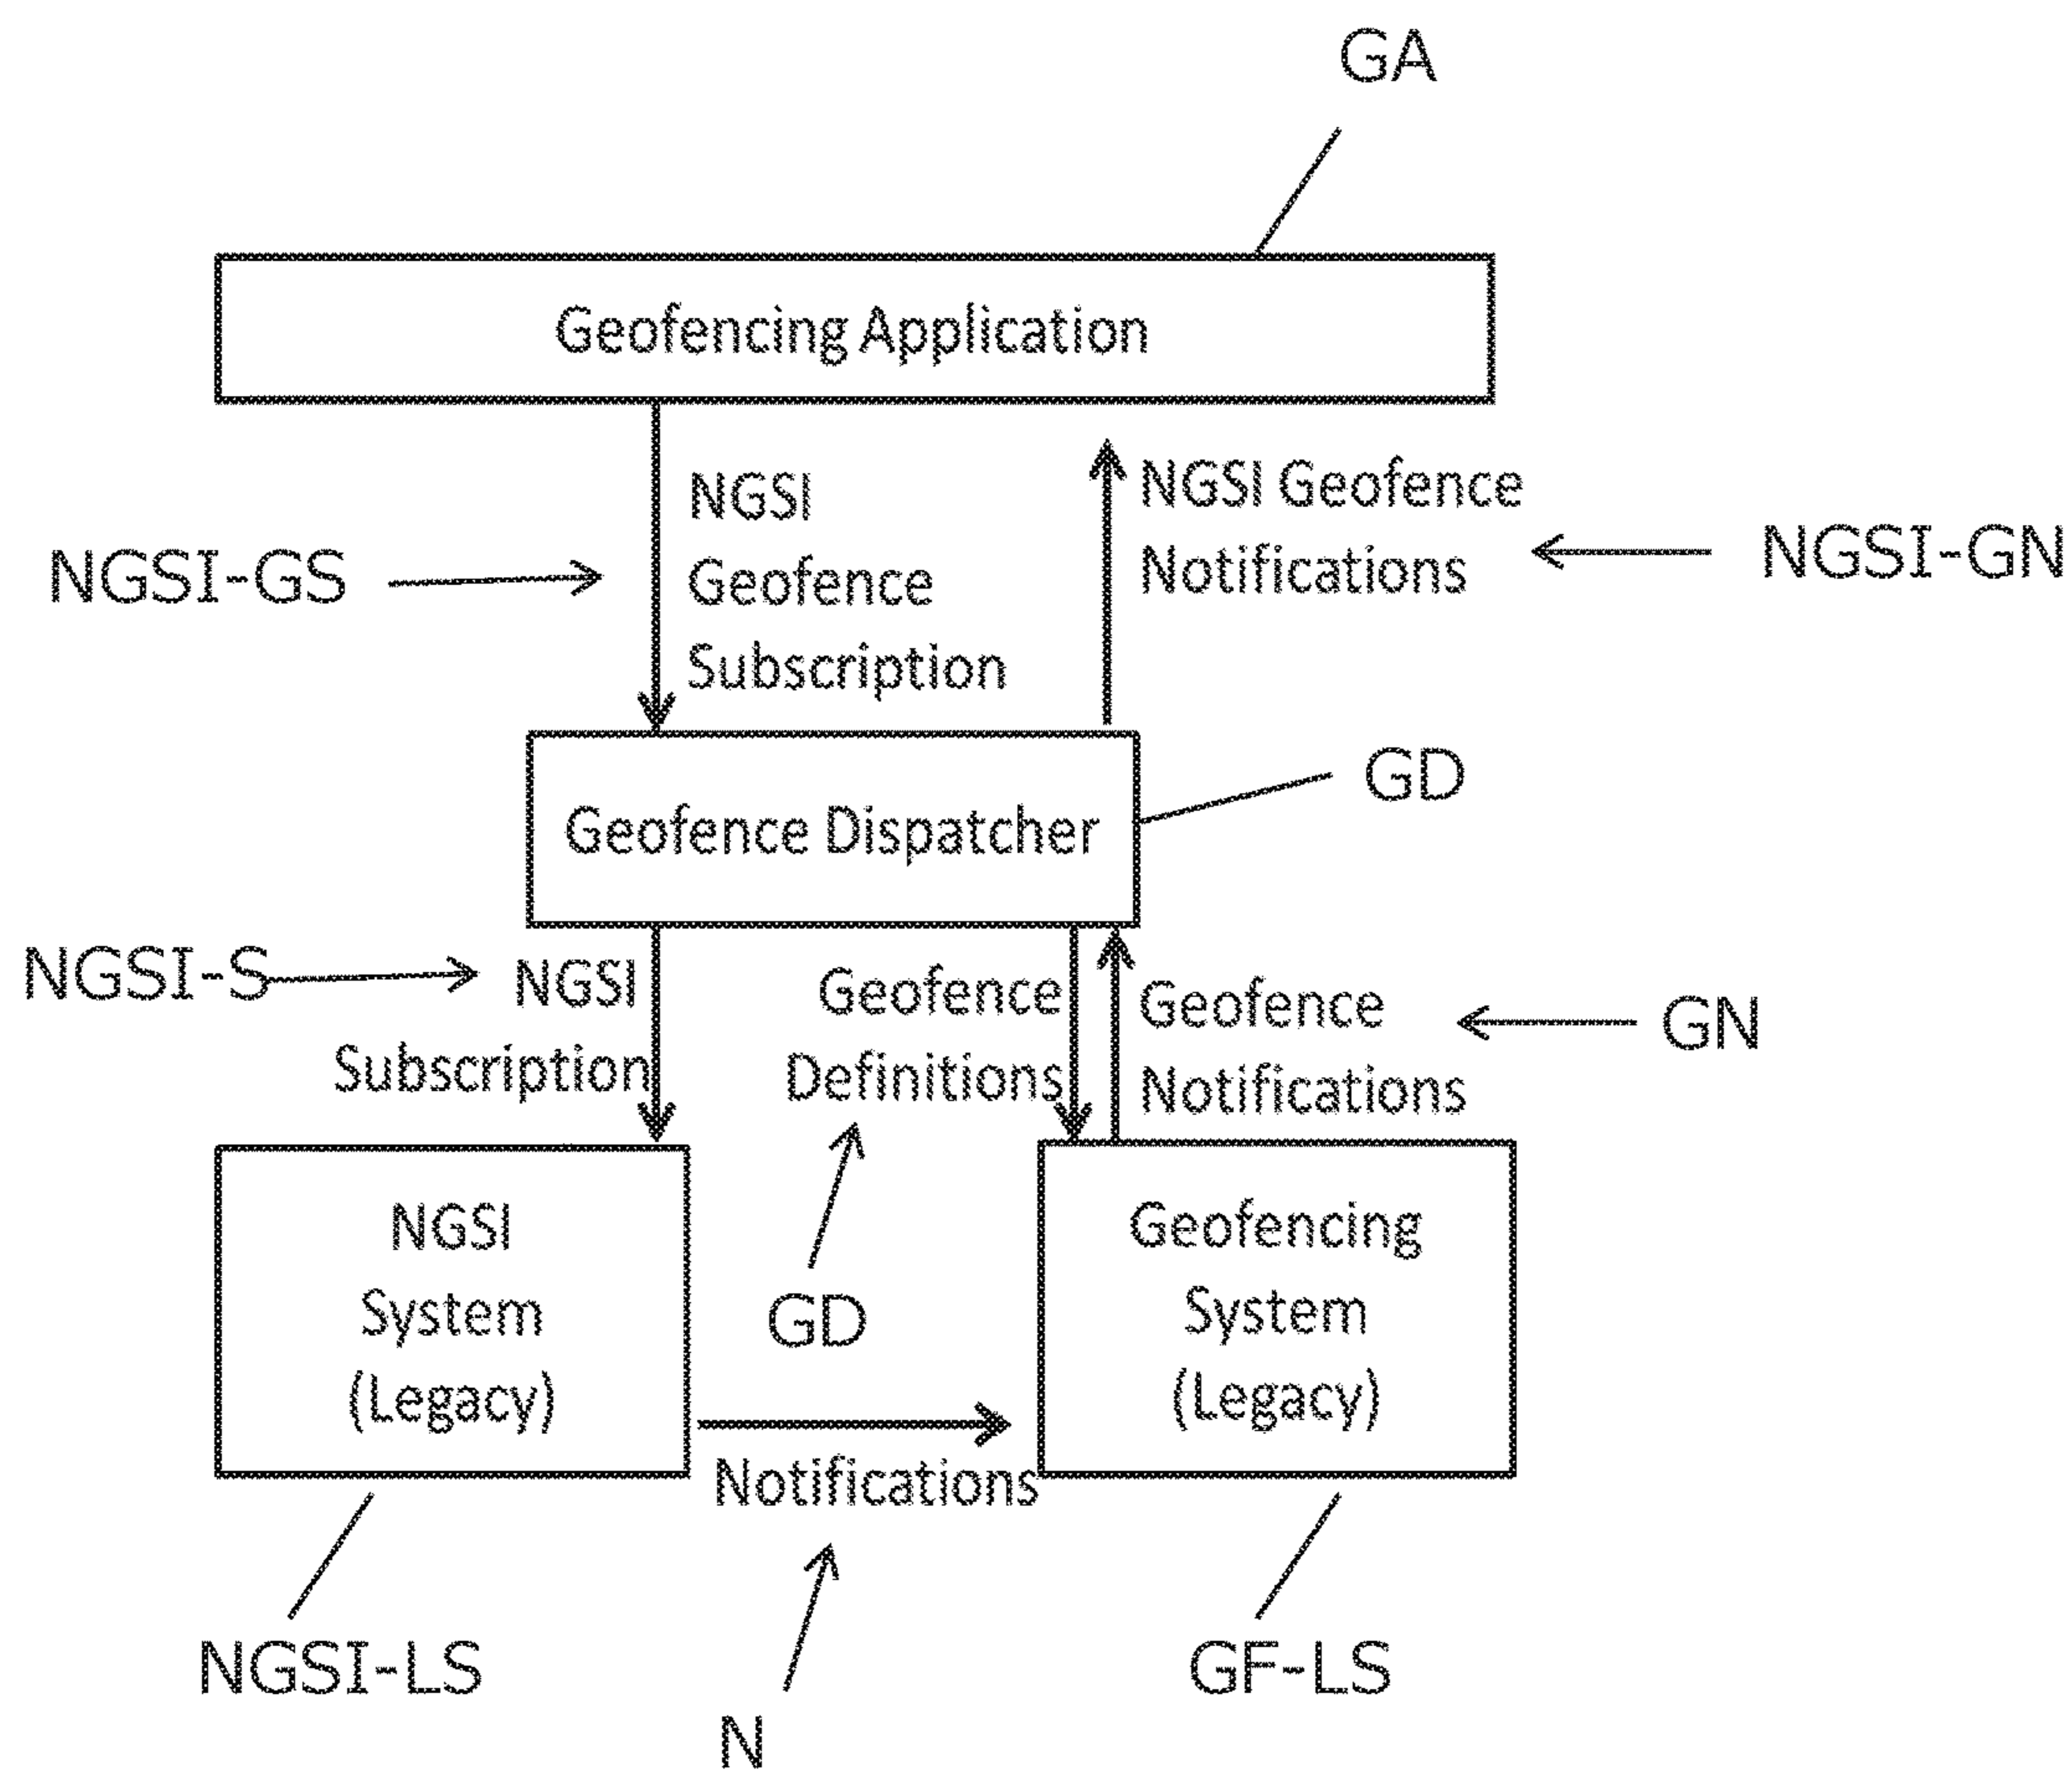 GA
Geofencing Application
NGSI
Geofence
Subscription
NGSI Geofence
Notifications
NGSI-GS
NGSI-GN
Geofence Dispatcher
GD
NGSI-S
NGSI
Subscription
Geofence
Definitions
Geofence
Notifications
GN
NGSI
System
(Legacy)
GD
Geofencing
System
(Legacy)
Notifications
NGSI-LS
GF-LS
N